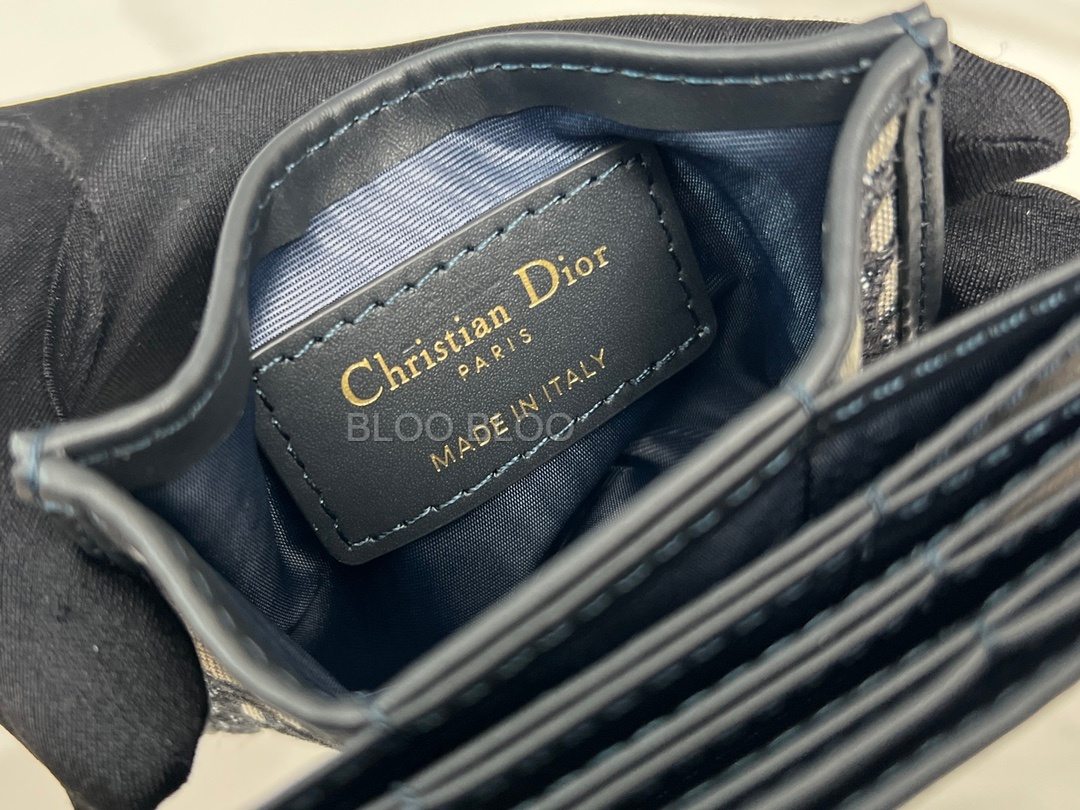 Christian Dior
PARIS
BLOO BLOO
MADE IN ITALY